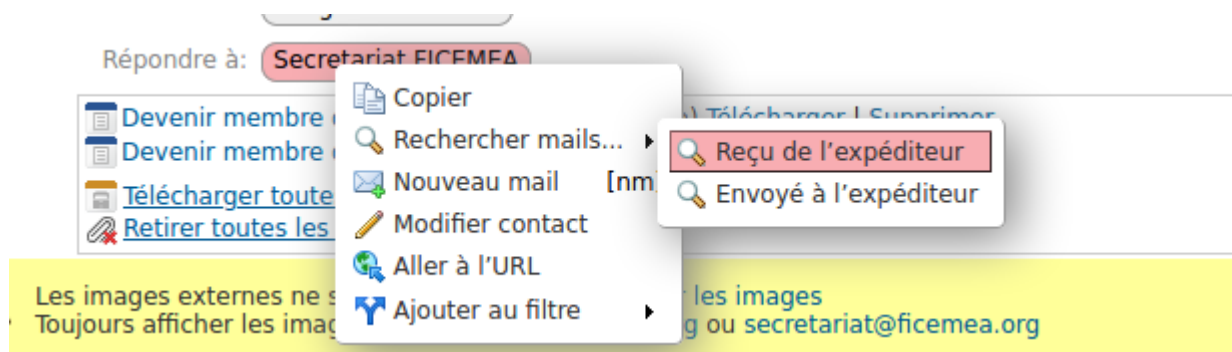 Répondre à: Secretariat FICEMEA
Copier
Devenir membre Télécharger | Supprimer
Rechercher mails...
Reçu de l’expéditeur
Devenir membre
Nouveau mail [nm]
Envoyé à l’expéditeur
Télécharger toute
Modifier contact
Retirer toutes les
Aller à l’URL
Les images externes ne s les images
Ajouter au filtre
Toujours afficher les imag g ou secretariat@ficemea.org